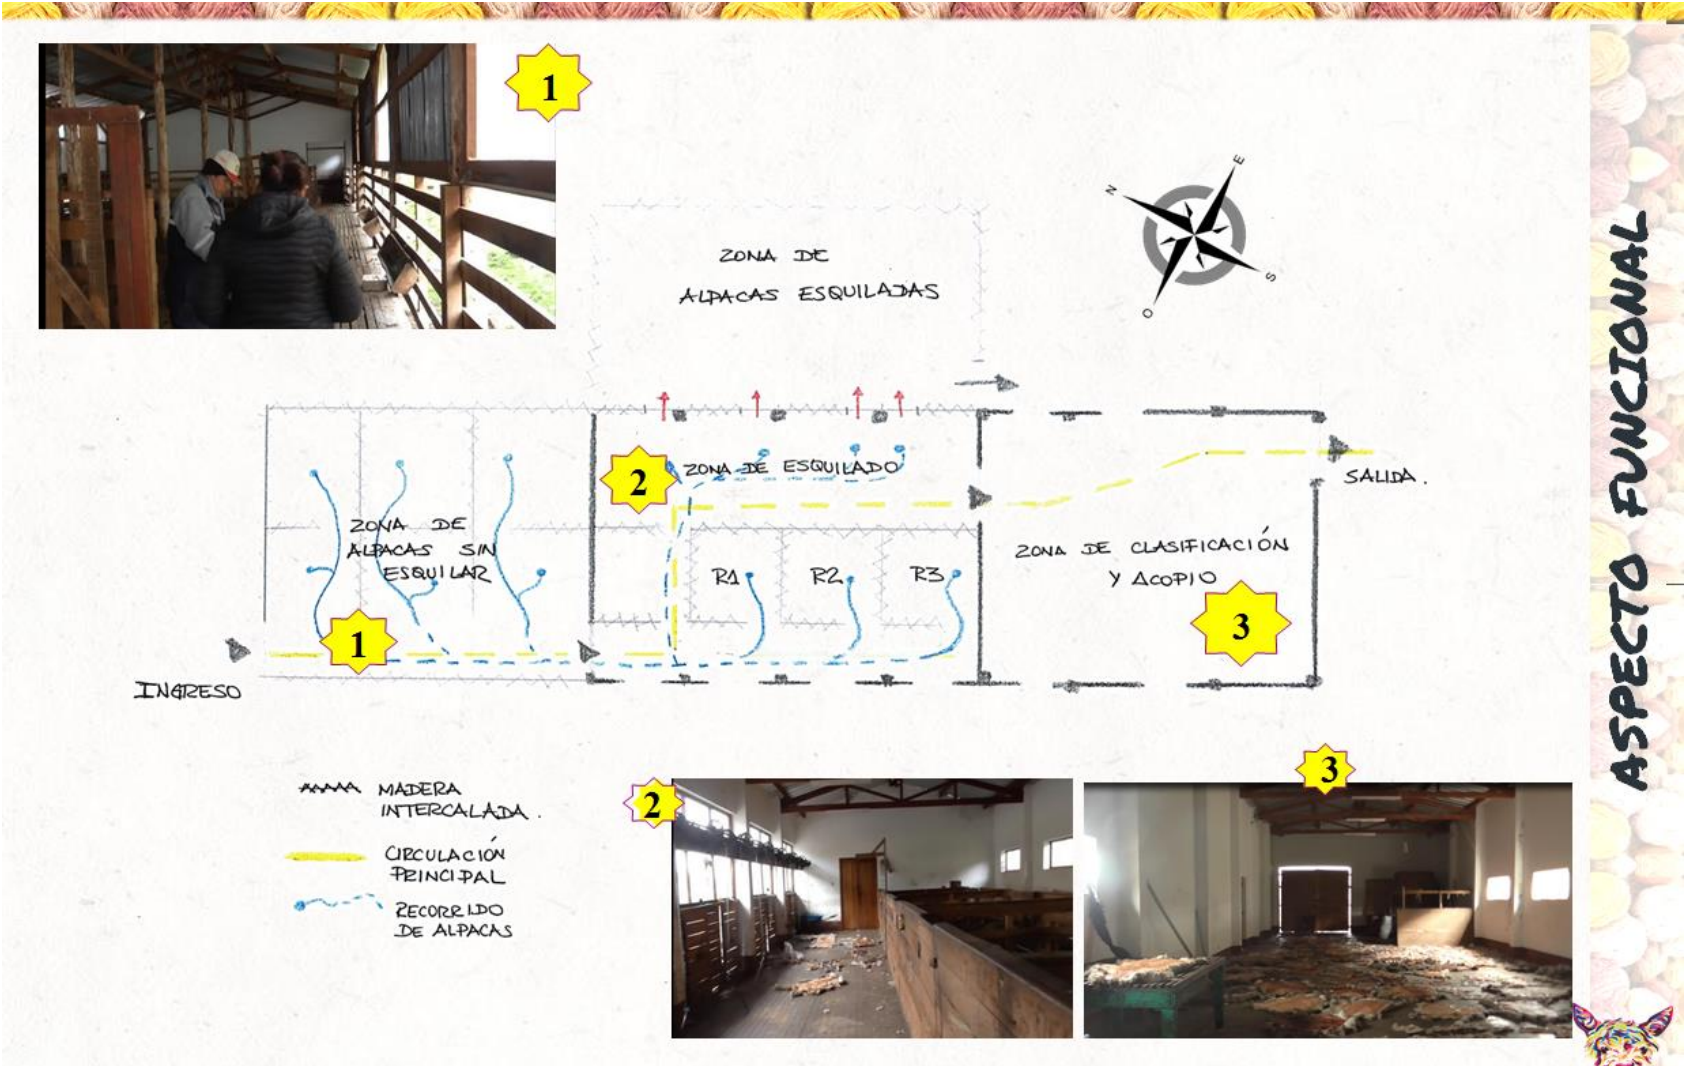 1
N
E
S
O
ZONA DE
ALPACAS ESQUILADAS
2
ZONA DE ESQUILADO
SALIDA.
ZONA DE
ALPACAS SIN
ESQUILAR
R1
R2
R3
ZONA DE CLASIFICACIÓN
Y ACOPIO
1
3
INGRESO
MADERA
INTERCALADA.
CIRCULACIÓN
PRINCIPAL
RECORRIDO
DE ALPACAS
2
3
ASPECTO FUNCIONAL